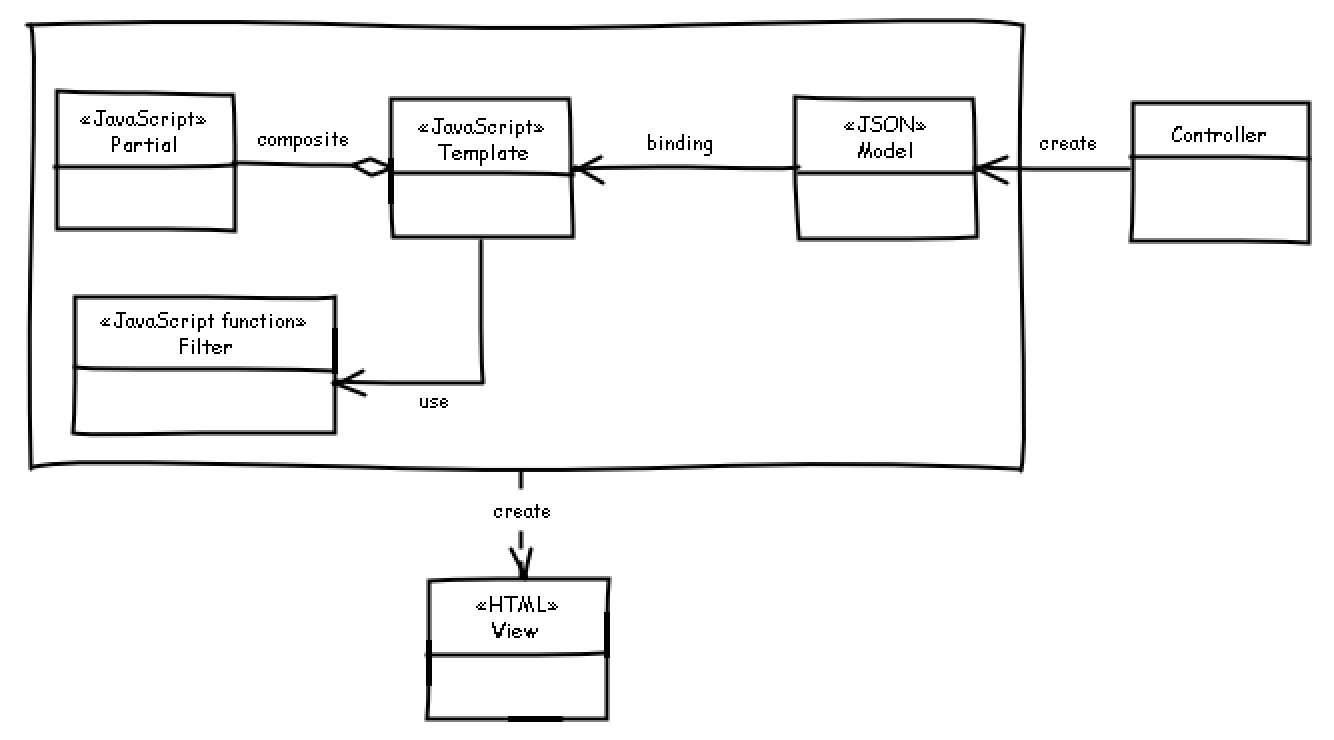 «JavaScript»
Partial
composite
«JavaScript»
Template
binding
«JSON»
Model
create
Controller
«JavaScript function»
Filter
use
create
«HTML»
View